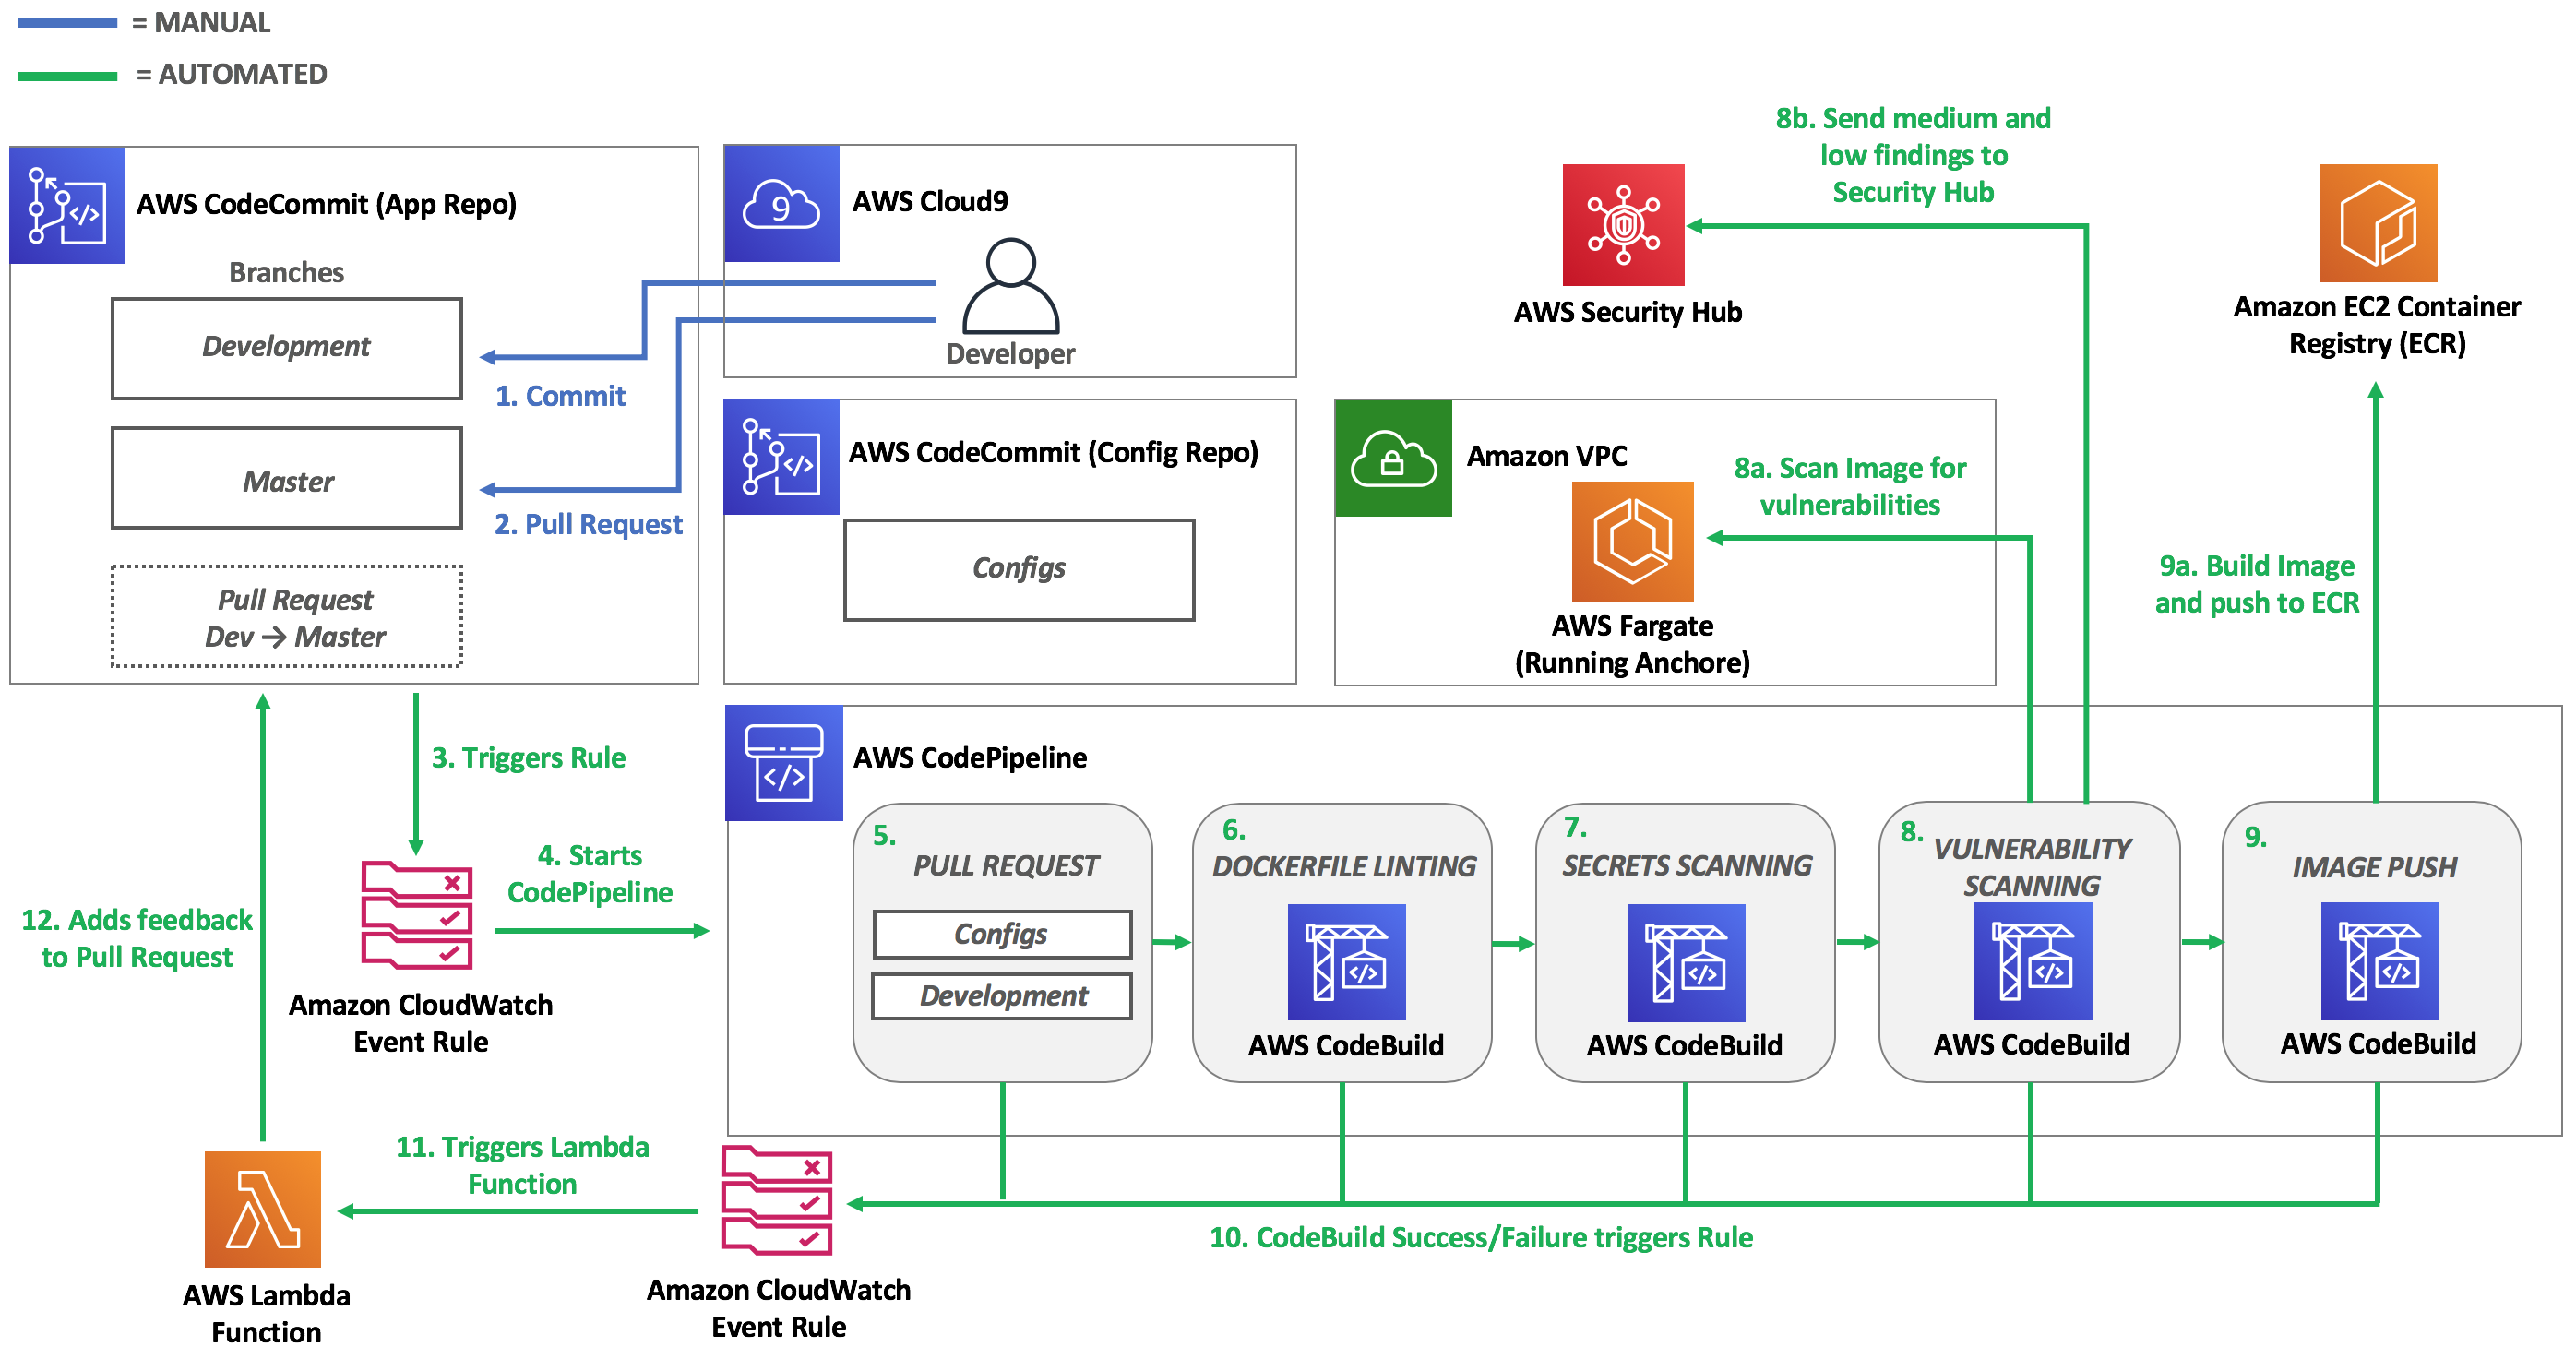 = MANUAL
= AUTOMATED
AWS CodeCommit (App Repo)
Branches
Development
Master
Pull Request
Dev → Master
9
AWS Cloud9
Developer
1. Commit
2. Pull Request
AWS CodeCommit (Config Repo)
Configs
8b. Send medium and
low findings to
Security Hub
AWS Security Hub
Amazon EC2 Container
Registry (ECR)
Amazon VPC
8a. Scan Image for
vulnerabilities
AWS Fargate
(Running Anchore)
9a. Build Image
and push to ECR
3. Triggers Rule
4. Starts
CodePipeline
Amazon CloudWatch
Event Rule
12. Adds feedback
to Pull Request
AWS CodePipeline
5.
PULL REQUEST
Configs
Development
6.
DOCKERFILE LINTING
AWS CodeBuild
7.
SECRETS SCANNING
AWS CodeBuild
8.
VULNERABILITY
SCANNING
AWS CodeBuild
9.
IMAGE PUSH
AWS CodeBuild
10. CodeBuild Success/Failure triggers Rule
Amazon CloudWatch
Event Rule
11. Triggers Lambda
Function
AWS Lambda
Function